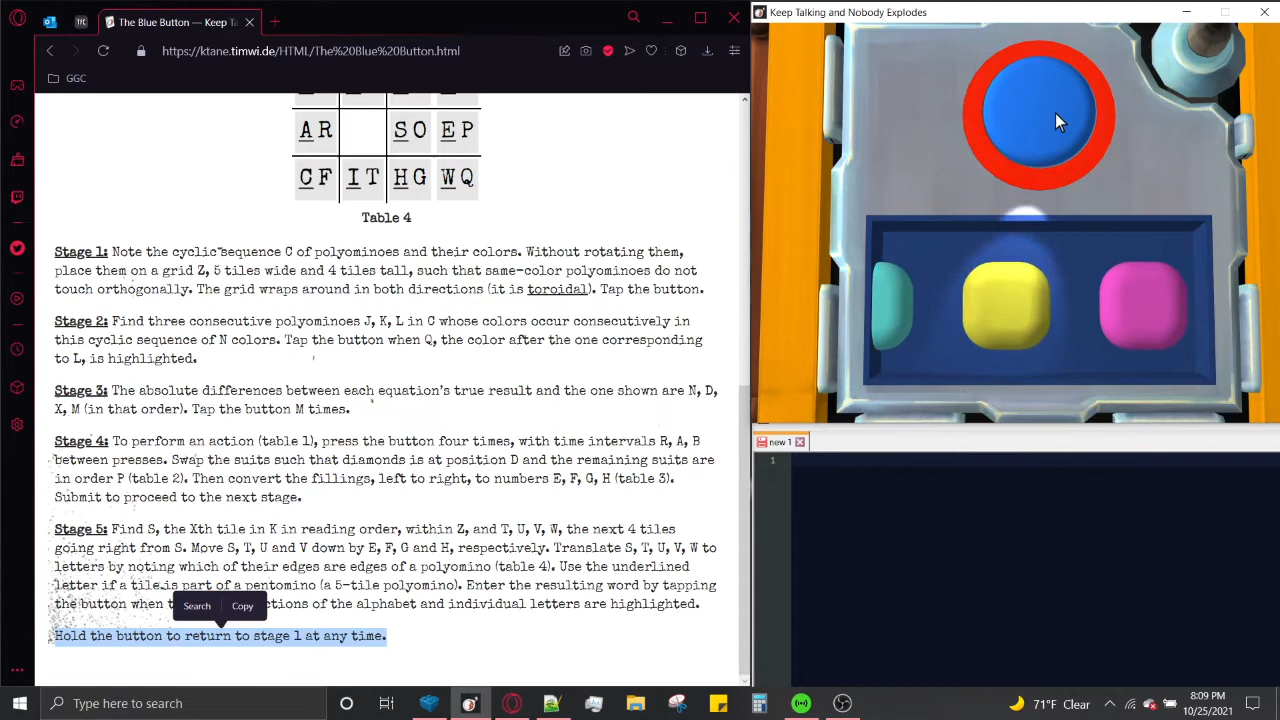 The Blue Button — Keep Ta
Keep Talking and Nobody Explodes
https://ktane.timwi.de/HTML/The%20Blue%20Button.html
GGC
AR SO EP
CF IT HG WQ
Table 4
Stage 1: Note the cyclic sequence C of polyominoes and their colors. Without rotating them,
place them on a grid Z, 5 tiles wide and 4 tiles tall, such that same-color polyominoes do not
touch orthogonally. The grid wraps around in both directions (it is toroidal). Tap the button.
Stage 2: Find three consecutive polyominoes J, K, L in C whose colors occur consecutively in
this cyclic sequence of N colors. Tap the button when Q, the color after the one corresponding
to L, is highlighted.
Stage 3: The absolute differences between each equation's true result and the one shown are N, D,
X, M (in that order). Tap the button M times.
Stage 4: To perform an action (table 1), press the button four times, with time intervals R, A, B
between presses. Swap the suits such that diamonds is at position D and the remaining suits are
in order P (table 2). Then convert the fillings, left to right, to numbers E, F, G, H (table 3).
Submit to proceed to the next stage.
Stage 5: Find S, the Xth tile in K in reading order, within Z, and T, U, V, W, the next 4 tiles
going right from S. Move S, T, U and V down by E, F, G and H, respectively. Translate S, T, U, V, W to
letters by noting which of their edges are edges of a polyomino (table 4). Use the underlined
letter if a tile is part of a pentomino (a 5-tile polyomino). Enter the resulting word by tapping
the button when ctions of the alphabet and individual letters are highlighted.
Search Copy
Hold the button to return to stage 1 at any time.
new 1
1
Type here to search
71°F Clear
8:09 PM
10/25/2021